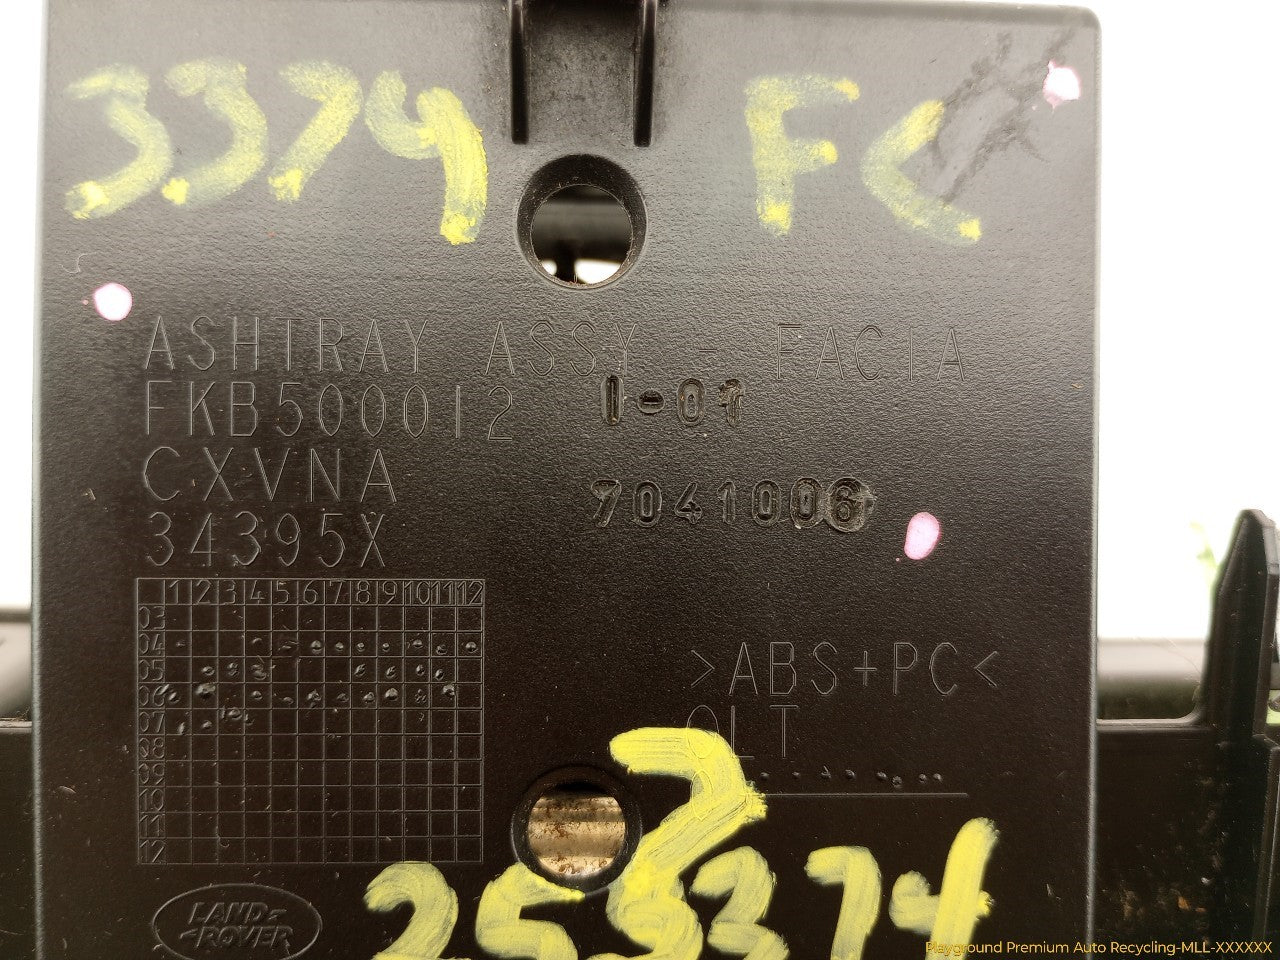 3374 FC
ASHTRAY ASSY - FACIA
FKB500012 1-01
CXVNA 7041006
34395X
1 2 3 4 5 6 7 8 9 10 11 12
03
04
05
06
07
08
09
10
11
12
>ABS+PC<
LAND-
ROVER
Playground Premium Auto Recycling-MLL-XXXXXX